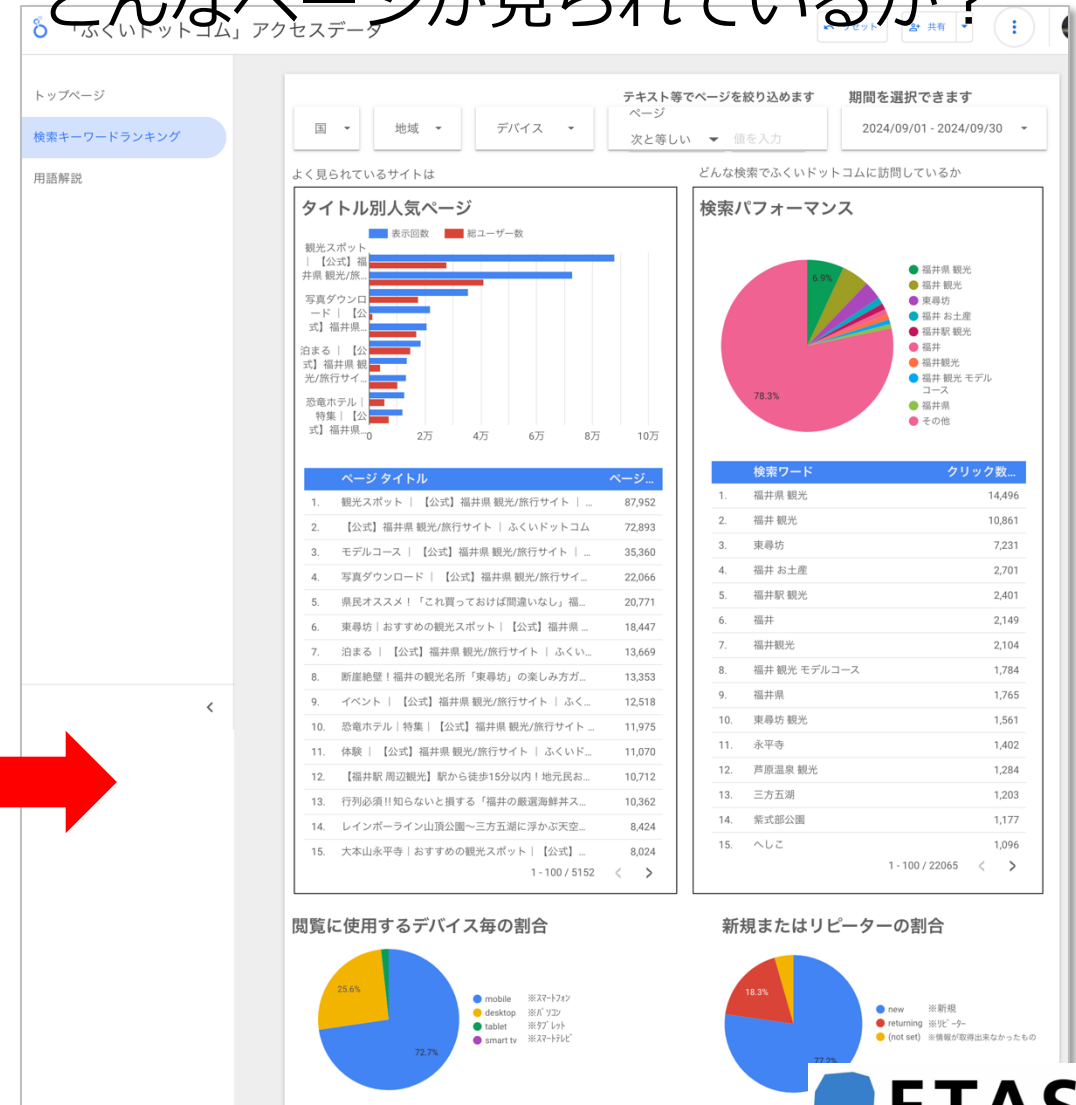 どんなページが見られているか？
「ふくいドットコム」アクセスデータ
リセット
共有
トップページ
検索キーワードランキング
用語解説
国
地域
デバイス
テキスト等でページを絞り込めます
ページ
次と等しい
値を入力
期間を選択できます
2024/09/01 - 2024/09/30
よく見られているサイトは
タイトル別人気ページ
表示回数
総ユーザー数
観光スポット
| 【公式】福
井県 観光/旅...
写真ダウンロ
ード | 【公
式】福井県...
泊まる | 【公
式】福井県 観
光/旅行サイ...
恐竜ホテル |
特集 | 【公
式】福井県...
0
2万
4万
6万
8万
10万
ページ タイトル ページ...
1. 観光スポット | 【公式】福井県 観光/旅行サイト | ... 87,952
2. 【公式】福井県 観光/旅行サイト | ふくいドットコム 72,893
3. モデルコース | 【公式】福井県 観光/旅行サイト | ... 35,360
4. 写真ダウンロード | 【公式】福井県 観光/旅行サイ... 22,066
5. 県民オススメ！「これ買っておけば間違いなし」福... 20,771
6. 東尋坊 | おすすめの観光スポット | 【公式】福井県 ... 18,447
7. 泊まる | 【公式】福井県 観光/旅行サイト | ふくい... 13,669
8. 断崖絶壁！福井の観光名所「東尋坊」の楽しみ方ガ... 13,353
9. イベント | 【公式】福井県 観光/旅行サイト | ふく... 12,518
10. 恐竜ホテル | 特集 | 【公式】福井県 観光/旅行サイト ... 11,975
11. 体験 | 【公式】福井県 観光/旅行サイト | ふくいド... 11,070
12. 【福井駅 周辺観光】駅から徒歩15分以内！地元民お... 10,712
13. 行列必須!!知らないと損する「福井の厳選海鮮丼ス... 10,362
14. レインボーライン山頂公園～三方五湖に浮かぶ天空... 8,424
15. 大本山永平寺 | おすすめの観光スポット | 【公式】 ... 8,024
1 - 100 / 5152
どんな検索でふくいドットコムに訪問しているか
検索パフォーマンス
6.9%
78.3%
福井県 観光
福井 観光
東尋坊
福井 お土産
福井駅 観光
福井
福井観光
福井 観光 モデル
コース
福井県
その他
検索ワード クリック数...
1. 福井県 観光 14,496
2. 福井 観光 10,861
3. 東尋坊 7,231
4. 福井 お土産 2,701
5. 福井駅 観光 2,401
6. 福井 2,149
7. 福井観光 2,104
8. 福井 観光 モデルコース 1,784
9. 福井県 1,765
10. 東尋坊 観光 1,561
11. 永平寺 1,402
12. 芦原温泉 観光 1,284
13. 三方五湖 1,203
14. 紫式部公園 1,177
15. へしこ 1,096
1 - 100 / 22065
閲覧に使用するデバイス毎の割合
25.6%
72.7%
mobile ※スマートフォン
desktop ※パソコン
tablet ※タブレット
smart tv ※スマートテレビ
新規またはリピーターの割合
18.3%
77.2%
new ※新規
returning ※リピーター
(not set) ※情報が取得出来なかったもの
FTAS